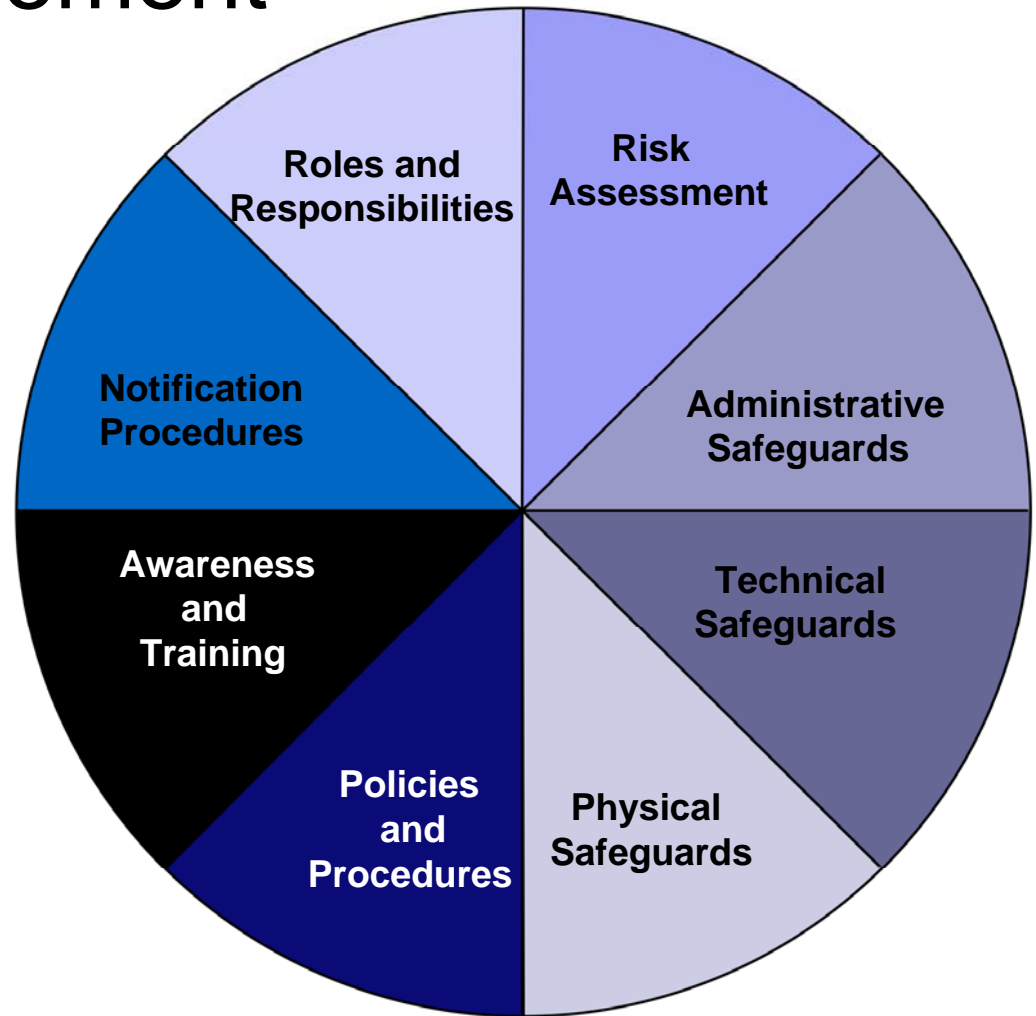 Roles and
Responsibilities
Risk
Assessment
Administrative
Safeguards
Technical
Safeguards
Physical
Safeguards
Policies
and
Procedures
Awareness
and
Training
Notification
Procedures